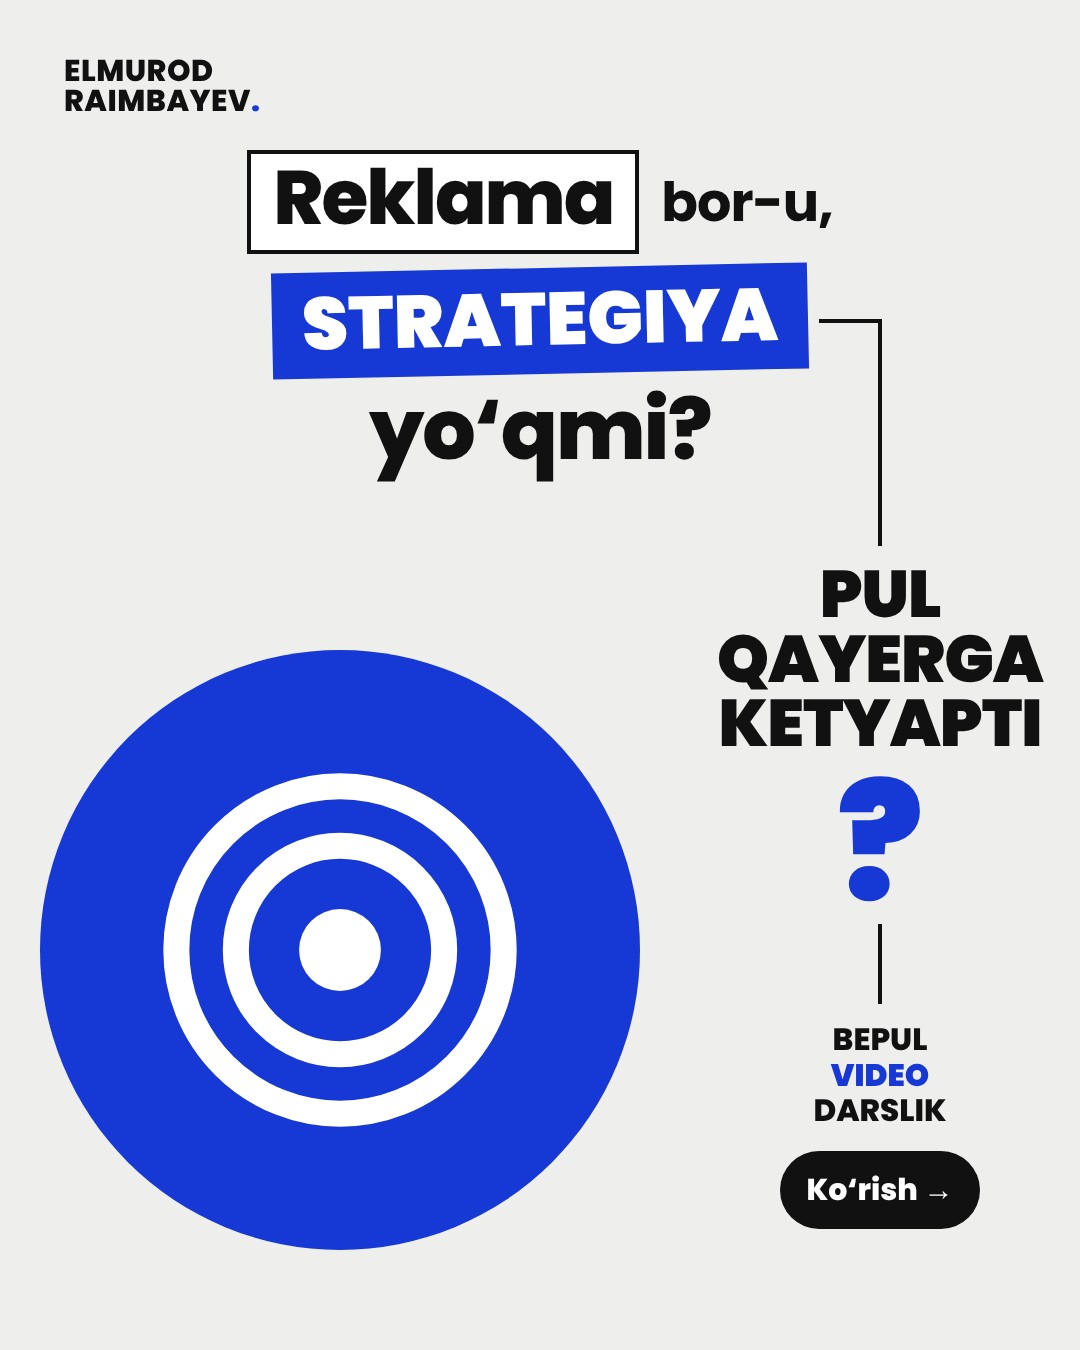 ELMUROD
RAIMBAYEV.
Reklama bor-u,
STRATEGIYA
yo‘qmi?
PUL
QAYERGA
KETYAPTI
?
BEPUL
VIDEO
DARSLIK
Ko‘rish →